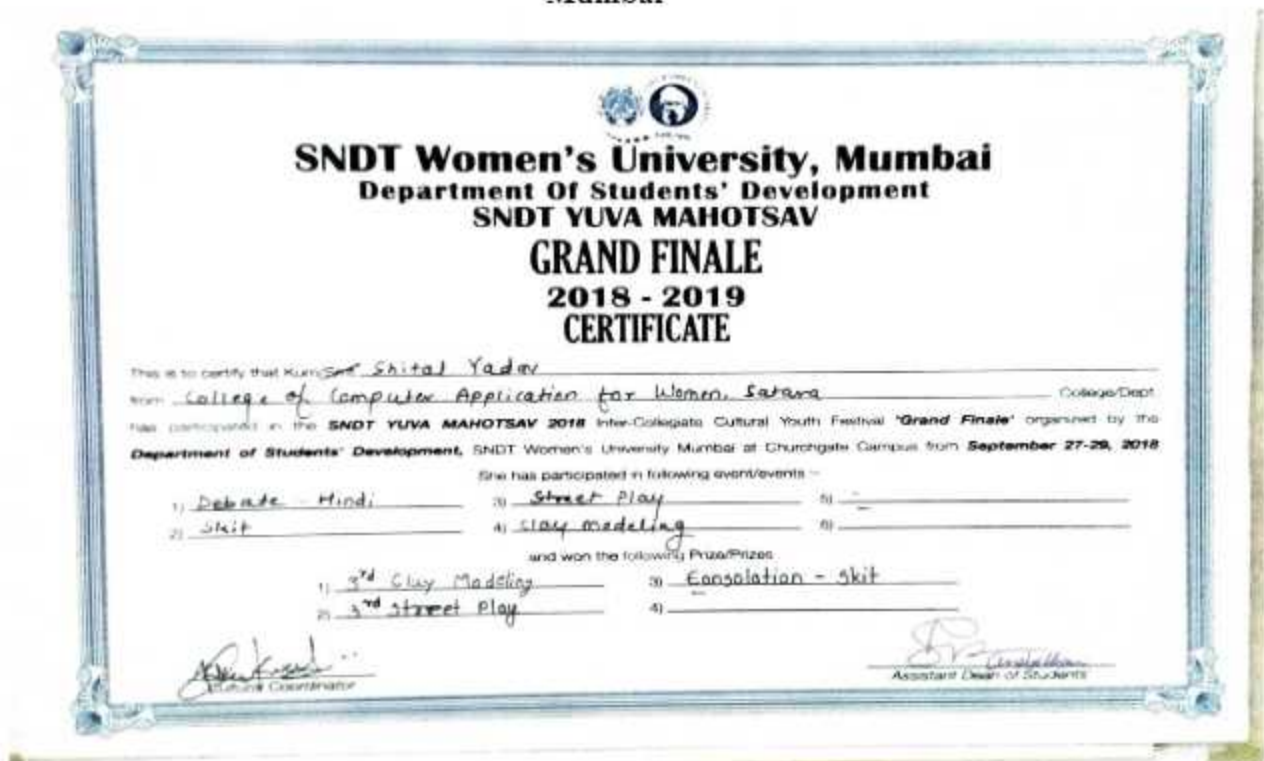 Mumbai
SNDT Women's University, Mumbai
Department Of Students' Development
SNDT YUVA MAHOTSAV
GRAND FINALE
2018 - 2019
CERTIFICATE
This is to certify that Kum/Smt Shital Yadav
from College of Computer Application for Women, Satara College/Dept
has participated in the SNDT YUVA MAHOTSAV 2018 Inter-Collegiate Cultural Youth Festival "Grand Finale" organized by the
Department of Students' Development, SNDT Women's University Mumbai at Churchgate Campus from September 27-29, 2018
She has participated in following event/events –
1) Debate - Hindi 3) Street Play 5) -
2) Skit 4) Clay modeling 6)
and won the following Prize/Prizes
1) 3rd Clay Modeling 3) Consolation - Skit
2) 3rd Street Play 4)
Cultural Coordinator Assistant Dean of Students